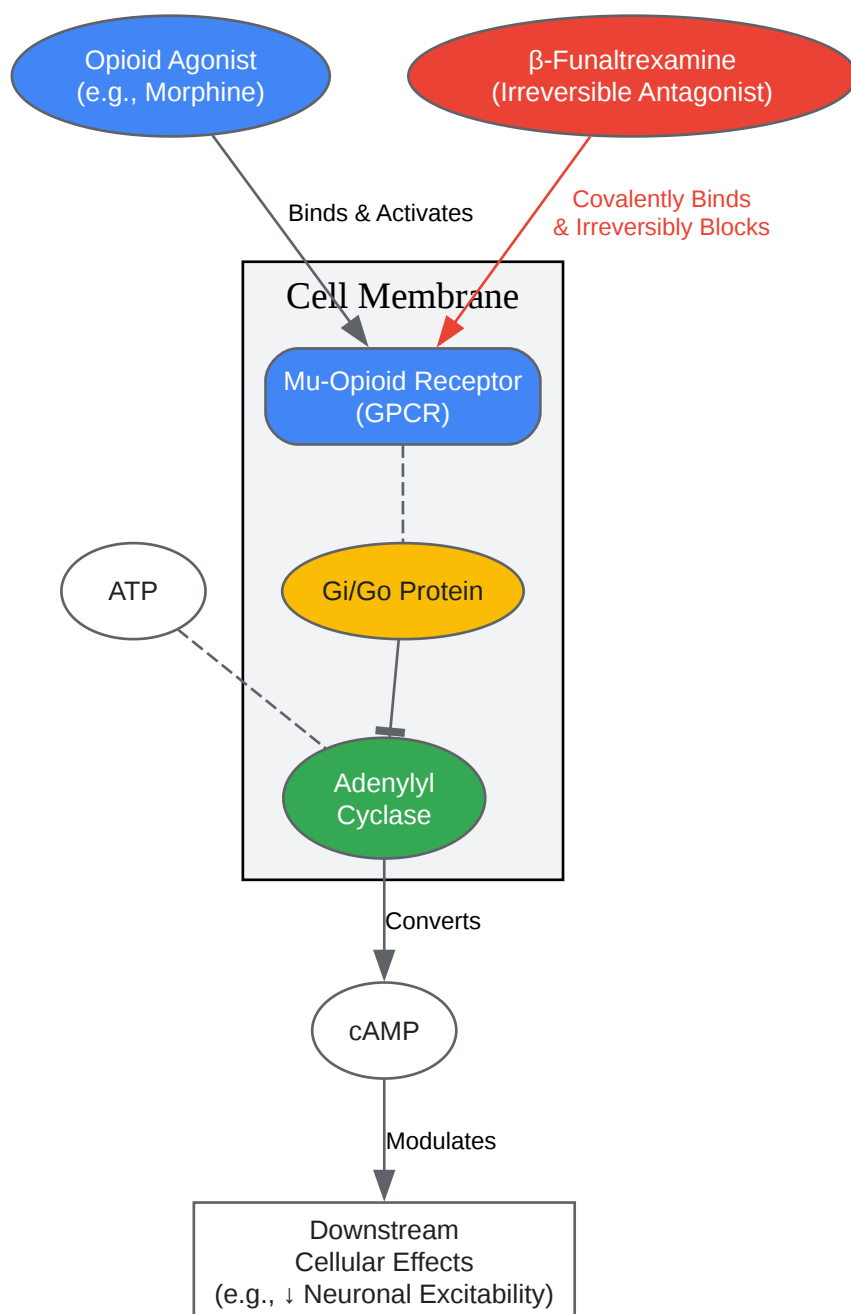 Opioid Agonist
(e.g., Morphine)
β-Funaltrexamine
(Irreversible Antagonist)
Binds & Activates
Covalently Binds
& Irreversibly Blocks
Cell Membrane
Mu-Opioid Receptor
(GPCR)
ATP
Gi/Go Protein
Adenylyl
Cyclase
Converts
cAMP
Modulates
Downstream
Cellular Effects
(e.g., ↓ Neuronal Excitability)